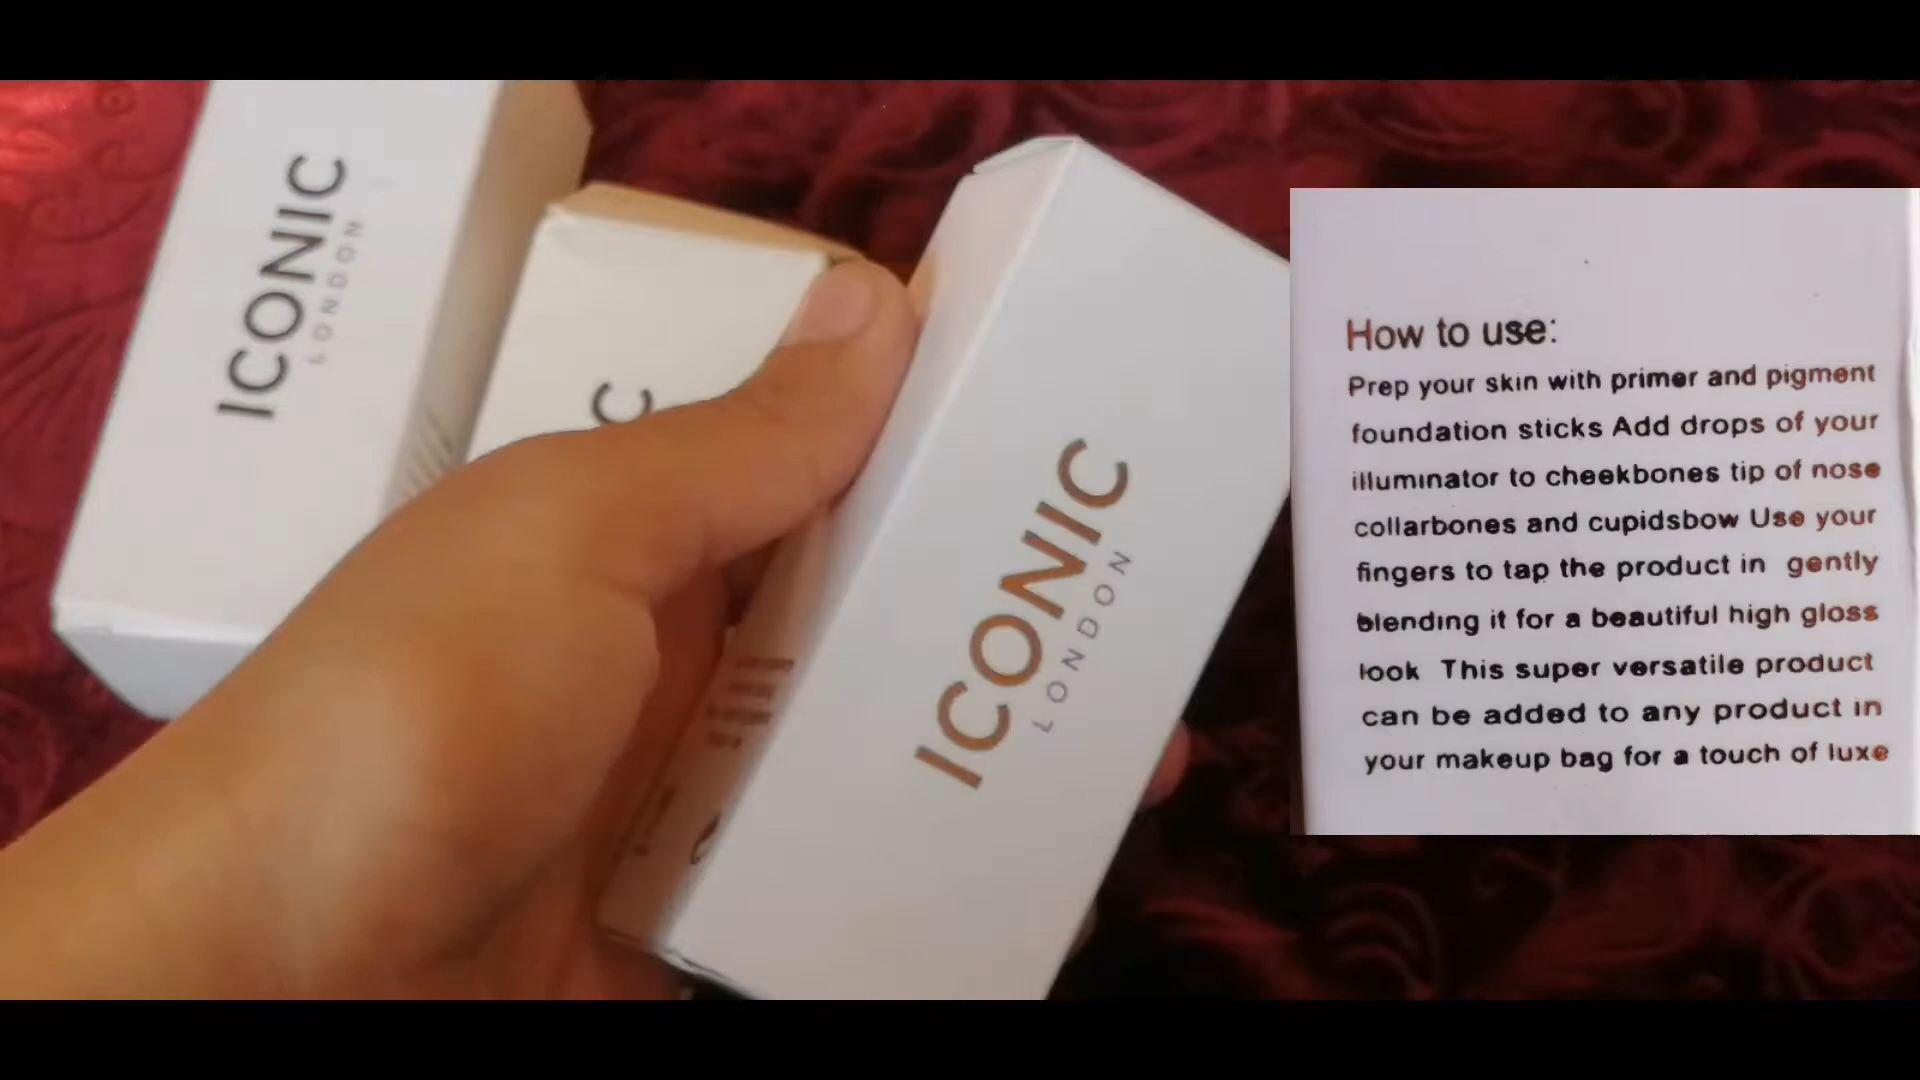 ICONIC
LONDON
C
ICONIC
LONDON
How to use:
Prep your skin with primer and pigment
foundation sticks Add drops of your
illuminator to cheekbones tip of nose
collarbones and cupidsbow Use your
fingers to tap the product in gently
blending it for a beautiful high gloss
look This super versatile product
can be added to any product in
your makeup bag for a touch of luxe